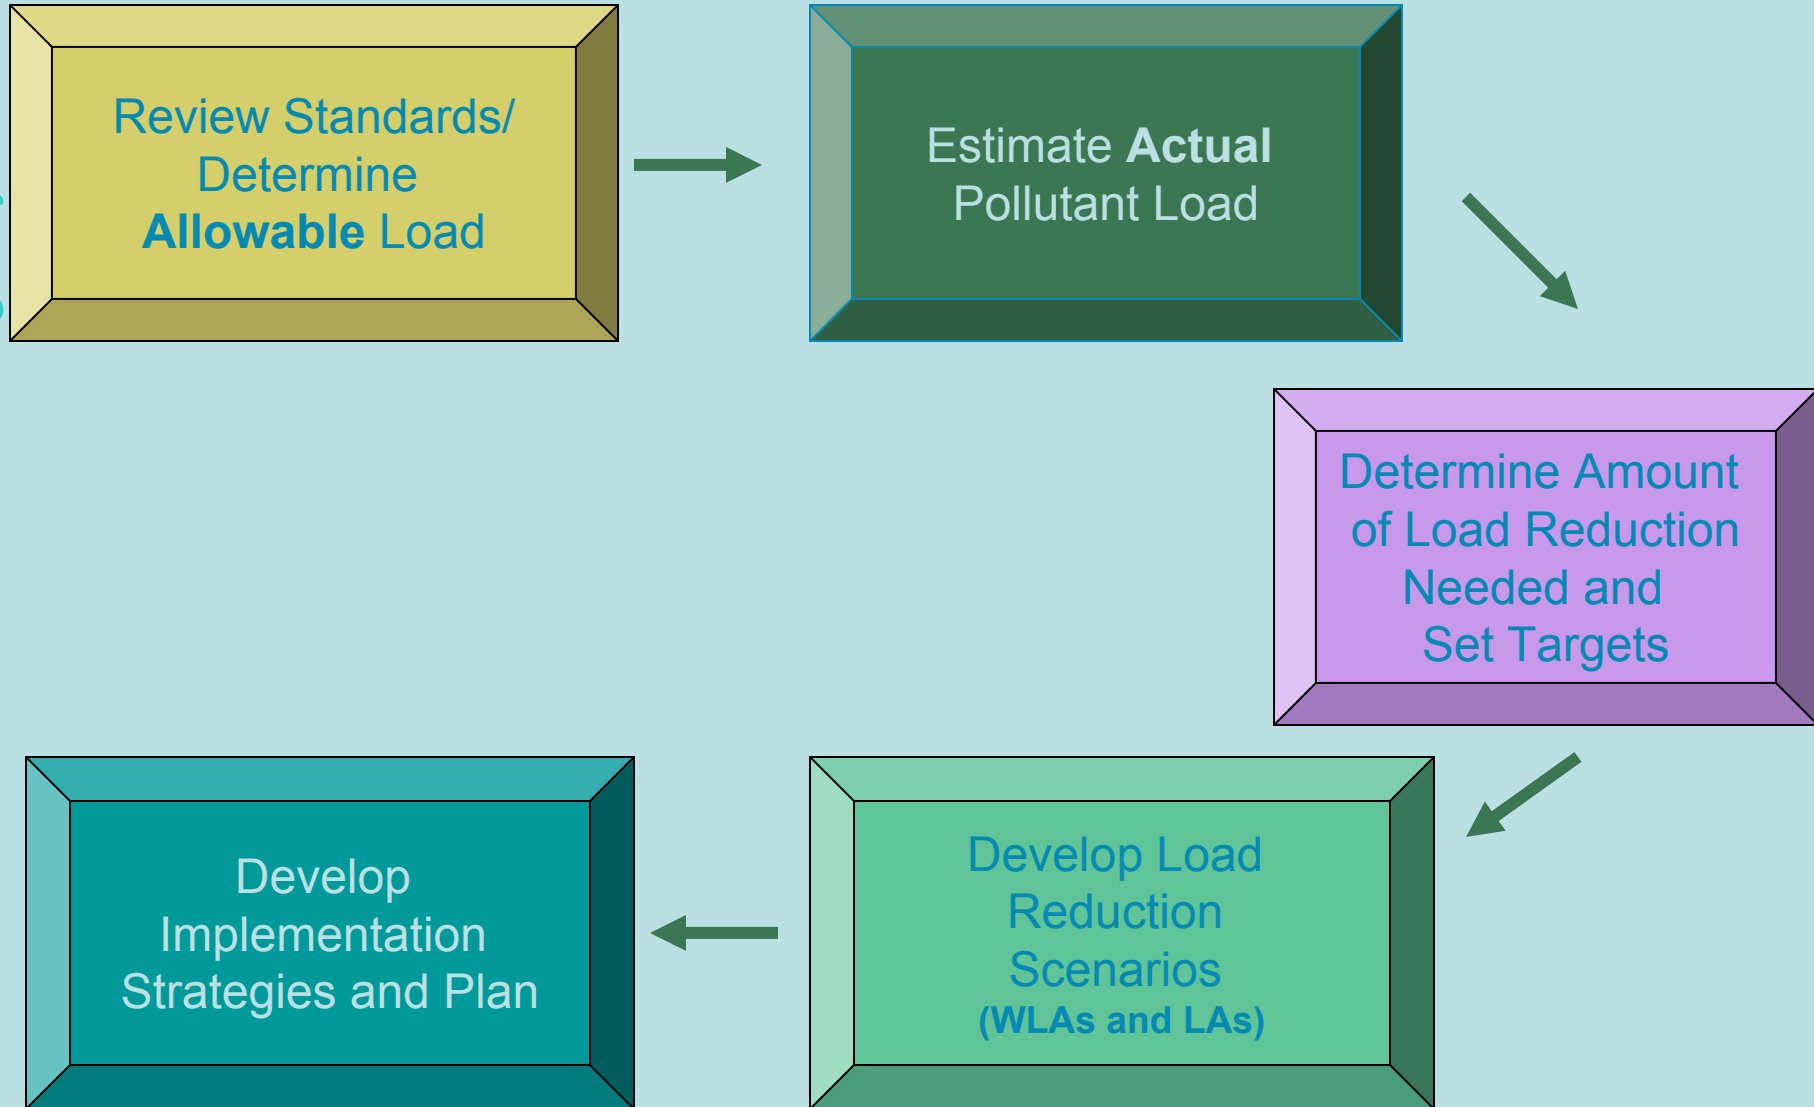 Review Standards/
Determine
Allowable Load
Estimate Actual
Pollutant Load
Determine Amount
of Load Reduction
Needed and
Set Targets
Develop Load
Reduction
Scenarios
(WLAs and LAs)
Develop
Implementation
Strategies and Plan